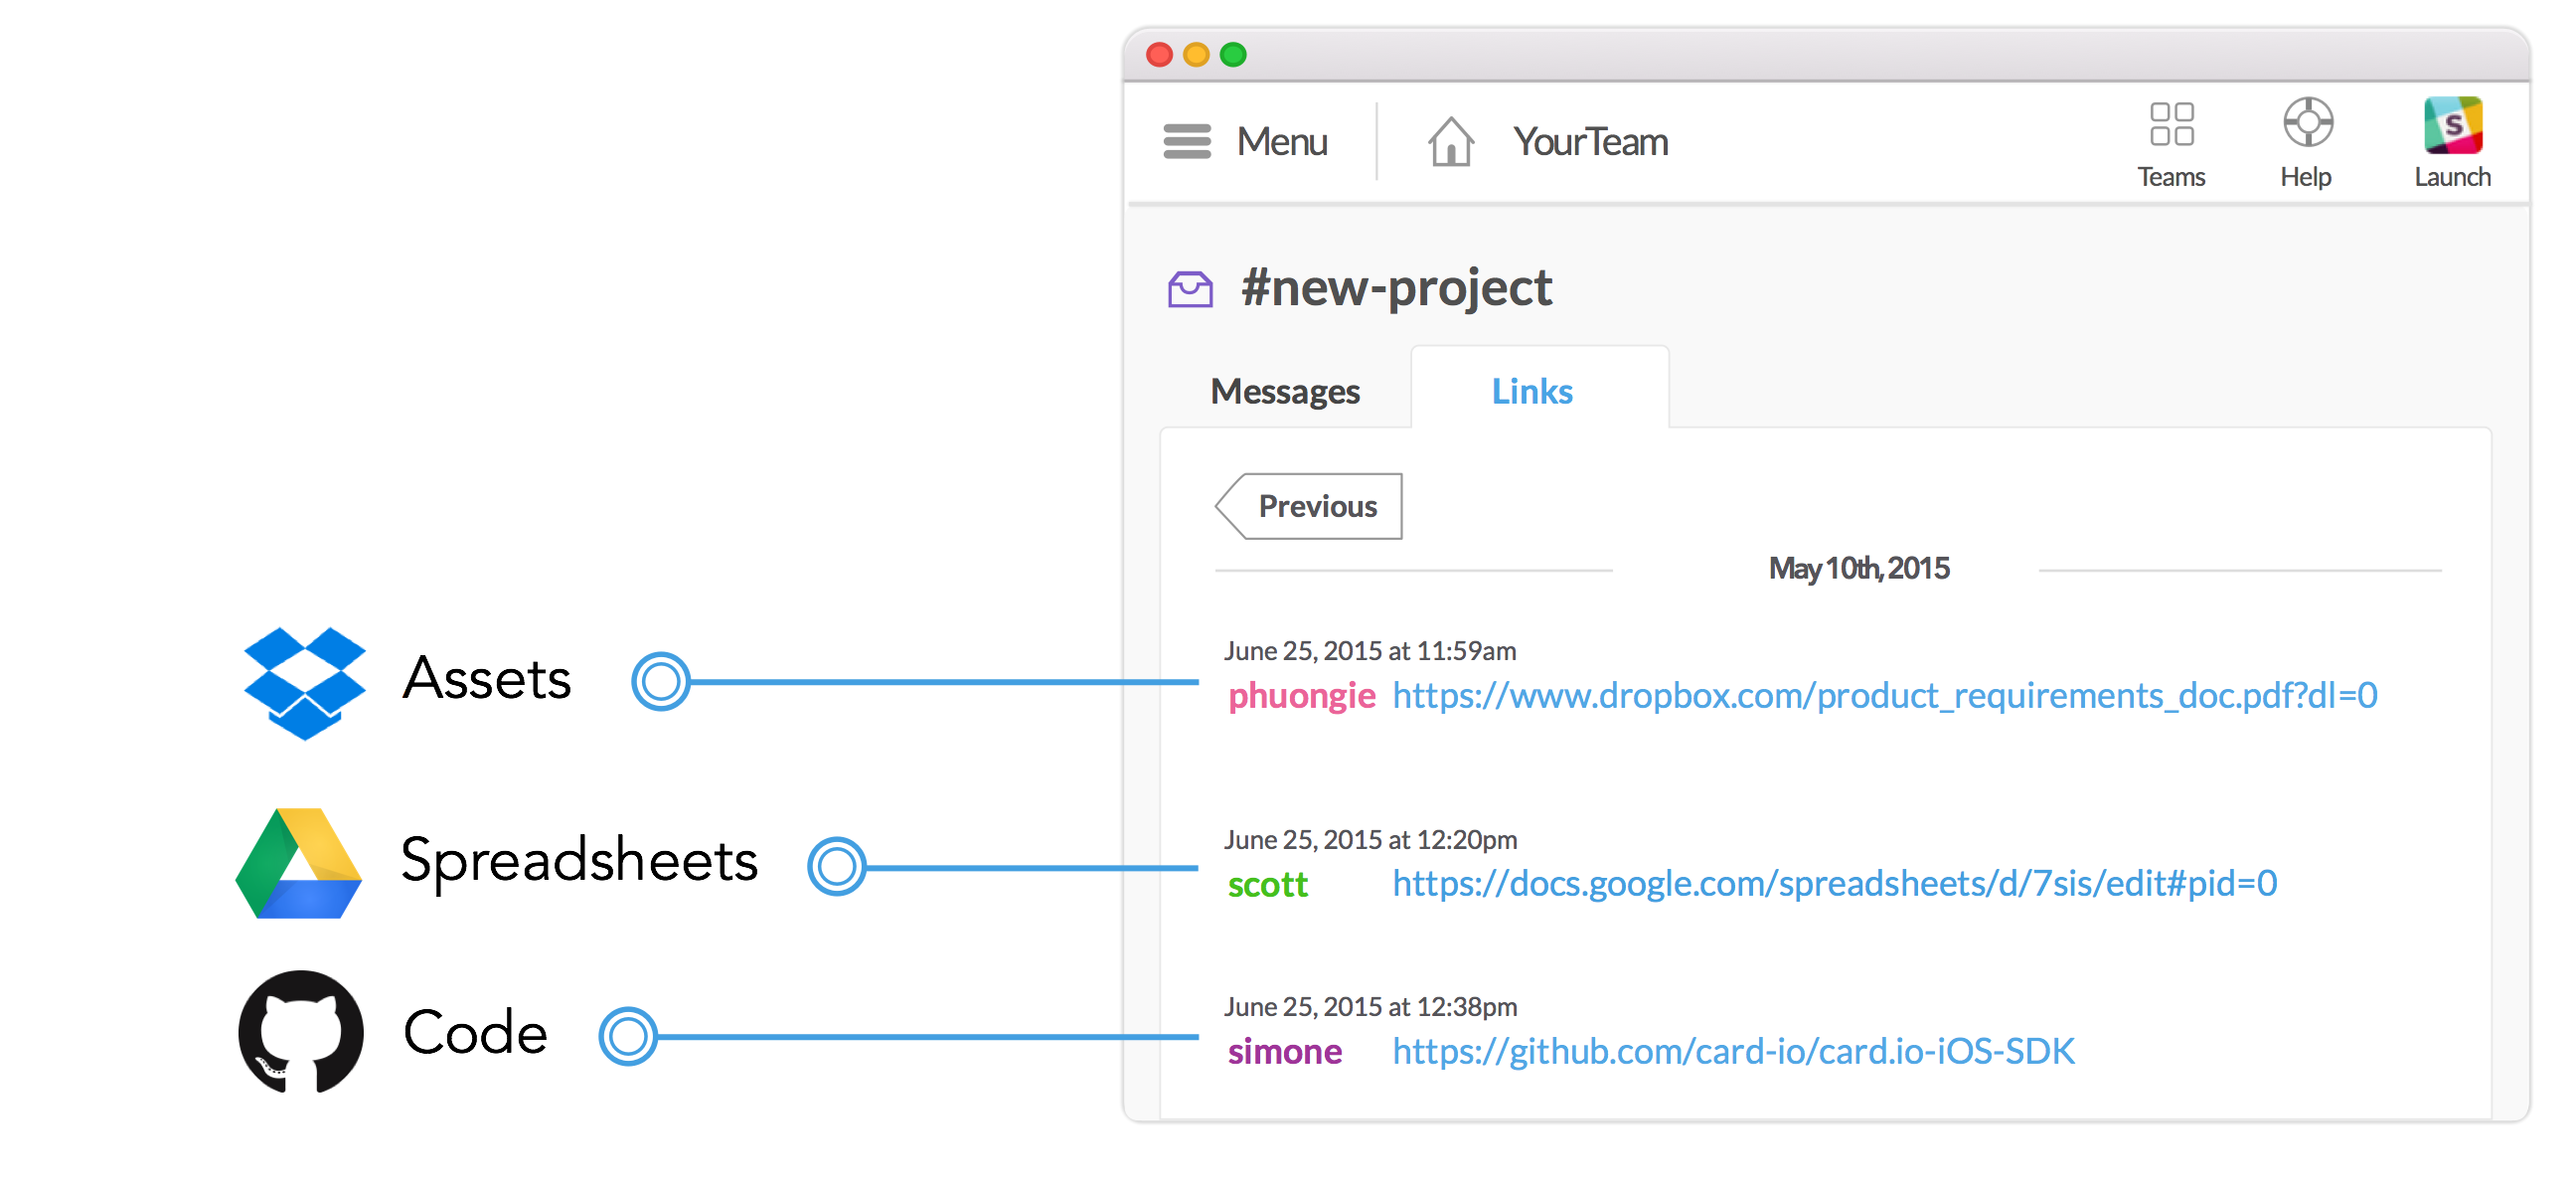 Menu
YourTeam
S
Teams
Help
Launch
#new-project
Messages
Links
Previous
May 10th, 2015
Assets
June 25, 2015 at 11:59am
phuongie https://www.dropbox.com/product_requirements_doc.pdf?dl=0
Spreadsheets
June 25, 2015 at 12:20pm
scott https://docs.google.com/spreadsheets/d/7sis/edit#pid=0
Code
June 25, 2015 at 12:38pm
simone https://github.com/card-io/card.io-iOS-SDK